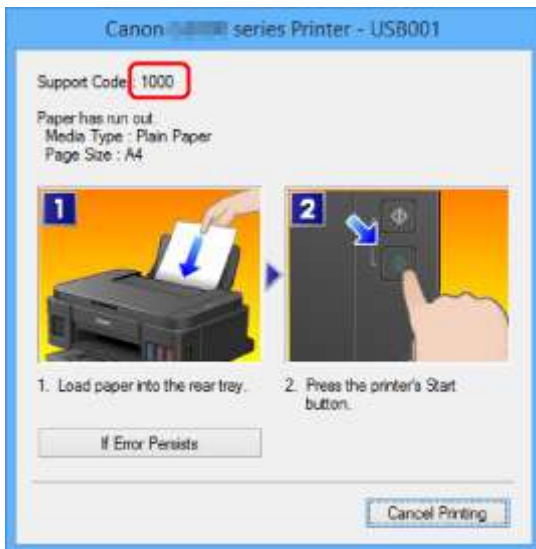 Canon series Printer - USB001
Support Code : 1000
Paper has run out.
Media Type : Plain Paper
Page Size : A4
1
2
1. Load paper into the rear tray.
2. Press the printer's Start
button.
If Error Persists
Cancel Printing